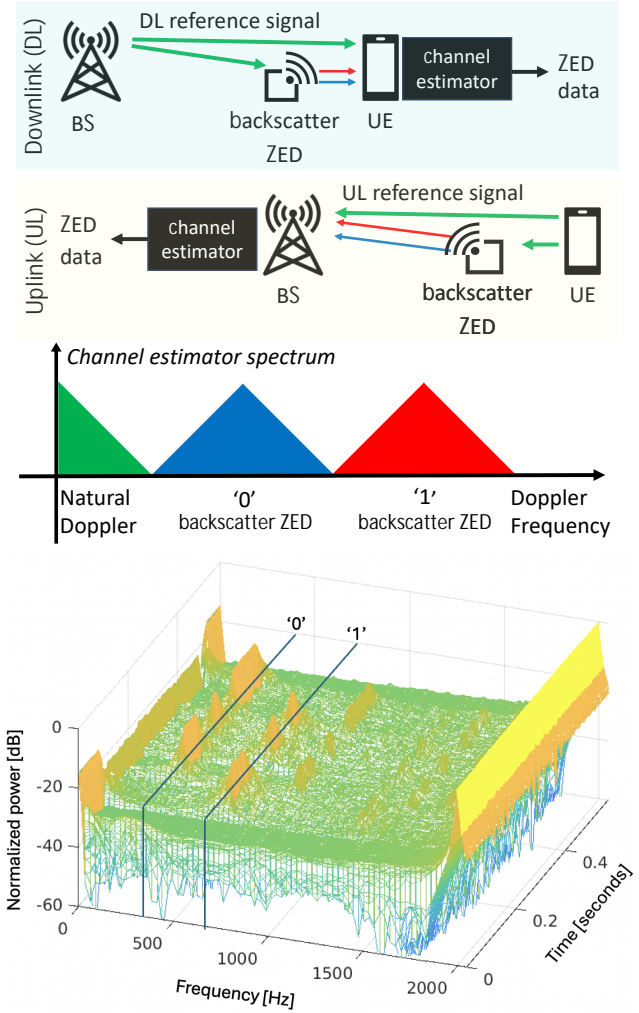 Downlink (DL)
DL reference signal
BS
backscatter
ZED
UE
Channel
estimator
ZED
data
Uplink (UL)
UL reference signal
ZED
data
Channel
estimator
BS
backscatter
ZED
UE
Channel estimator spectrum
Natural
Doppler
'0'
backscatter ZED
'1'
backscatter ZED
Doppler
Frequency
'0'
'1'
Normalized power [dB]
0
-20
-40
-60
0
500
1000
1500
2000
Frequency [Hz]
0
0.2
0.4
Time [seconds]